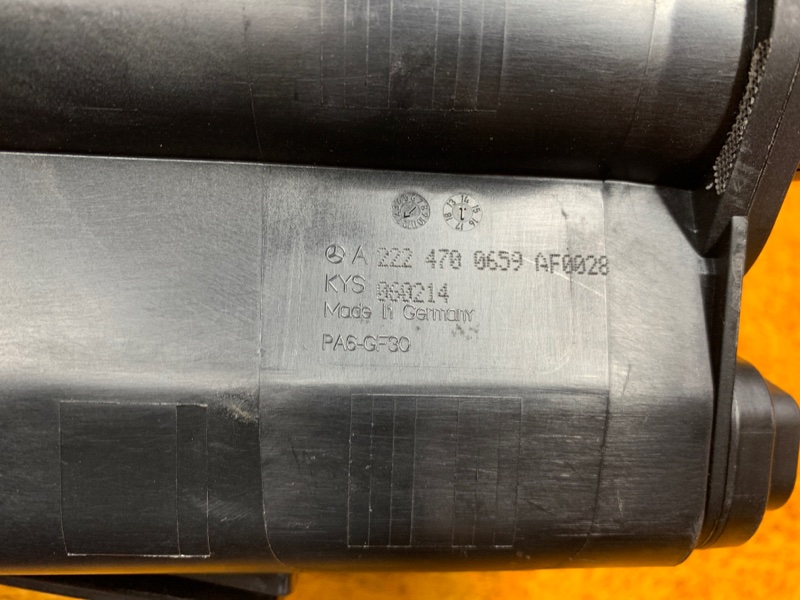 A 222 470 0659 AF0028
KYS 060214
Made in Germany
PA6-GF30